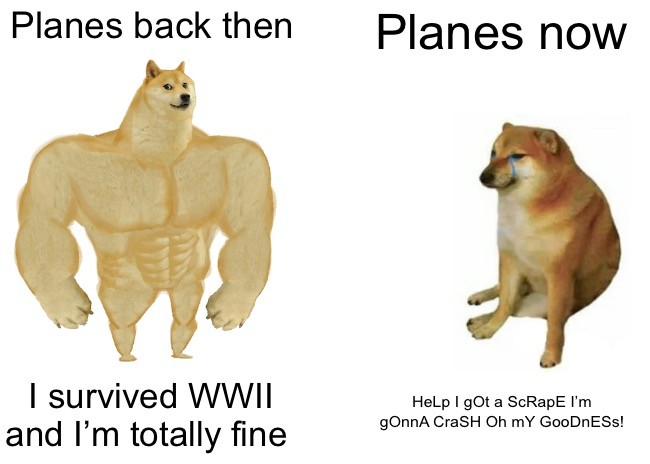 Planes back then
Planes now
I survived WWII
and I’m totally fine
HeLp I gOt a ScRapE I’m
gOnnA CraSH Oh mY GooDnESs!